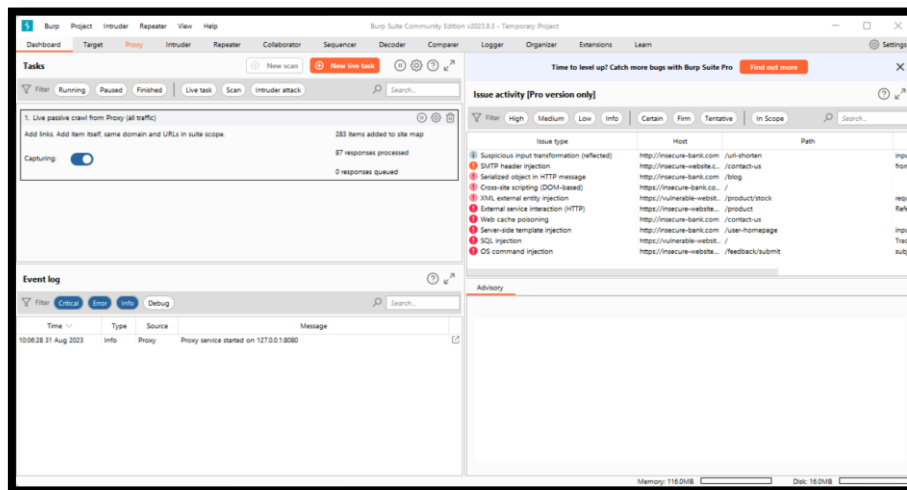 Burp Project Intruder Repeater View Help Burp Suite Community Edition v2023.9.3 - Temporary Project
Dashboard Target Proxy Intruder Repeater Collaborator Sequencer Decoder Comparer Logger Organizer Extensions Learn Settings
Tasks New scan New live task
Filter Running Paused Finished Live task Scan Intruder attack Search...
1. Live passive crawl from Proxy (all traffic)
Add links. Add item itself, same domain and URLs in suite scope. 283 items added to site map
Capturing: 87 responses processed
0 responses queued
Event log
Filter Critical Error Info Debug Search...
Time Type Source Message
10:06:28 31 Aug 2023 Info Proxy Proxy service started on 127.0.0.1:8080
Time to level up? Catch more bugs with Burp Suite Pro Find out more
Issue activity [Pro version only]
Filter High Medium Low Info Certain Firm Tentative In Scope Search...
Issue type Host Path
Suspicious input transformation (reflected) http://insecure-bank.com /url-shorten inpu
SMTP header injection http://insecure-website.c... /contact-us fron
Serialized object in HTTP message http://insecure-bank.com /blog
Cross-site scripting (DOM-based) https://insecure-bank.co... /
XML external entity injection https://vulnerable-websit... /product/stock requ
External service interaction (HTTP) https://insecure-website... /product Refe
Web cache poisoning http://insecure-bank.com /contact-us
Server-side template injection http://insecure-bank.com /user-homepage inpu
SQL injection https://vulnerable-websit... / Trac
OS command injection https://insecure-website... /feedback/submit subj
Advisory
Memory: 116.0MB Disk: 16.0MB